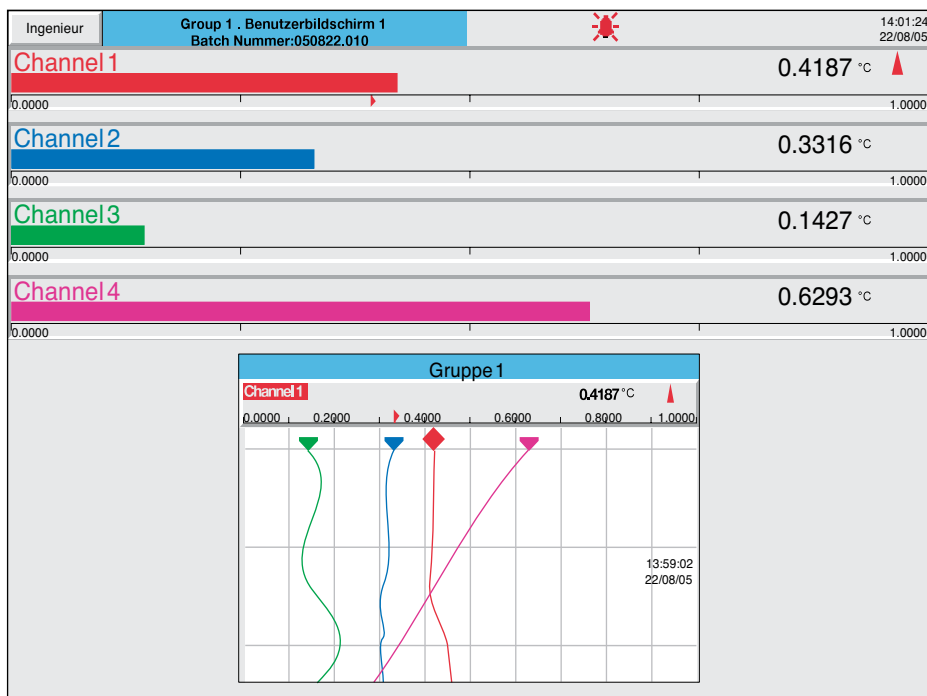 Ingenieur
Group 1 . Benutzerbildschirm 1
Batch Nummer:050822.010
14:01:24
22/08/05
Channel 1
0.4187 °C
0.0000 1.0000
Channel 2
0.3316 °C
0.0000 1.0000
Channel 3
0.1427 °C
0.0000 1.0000
Channel 4
0.6293 °C
0.0000 1.0000
Gruppe 1
Channel 1 0.4187 °C
0.0000 0.2000 0.4000 0.6000 0.8000 1.0000
13:59:02
22/08/05